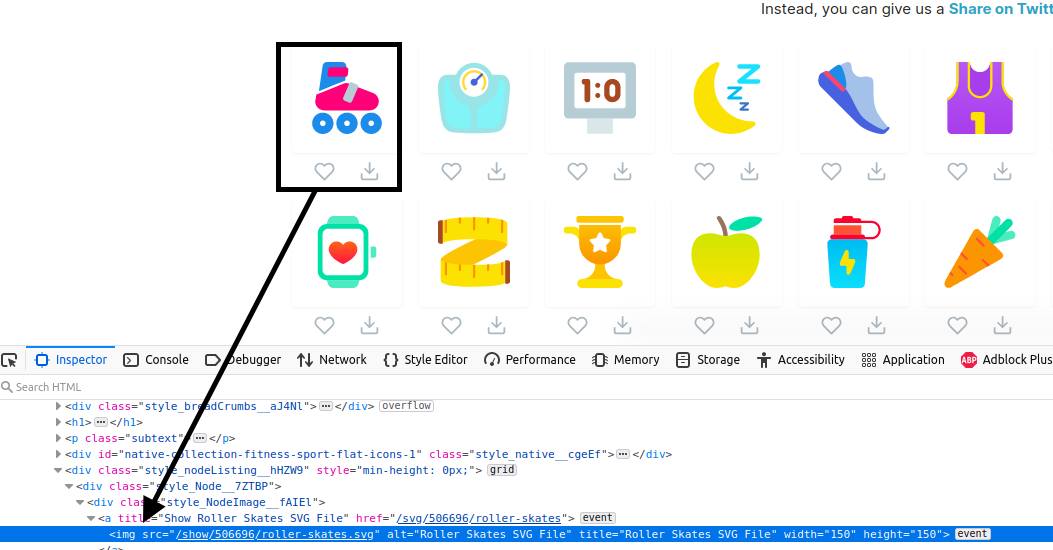 Instead, you can give us a Share on Twitt
1:0
Z
Z
Z
1
Inspector Console Debugger Network Style Editor Performance Memory Storage Accessibility Application ABP Adblock Plus
Search HTML
<div class="style_breadCrumbs__aJ4Nl"></div> overflow
<h1></h1>
<p class="subtext"></p>
<div id="native-collection-fitness-sport-flat-icons-1" class="style_native__cgeEf"></div>
<div class="style_nodeListing__hHZW9" style="min-height: 0px;"> grid
<div class="style_Node__7ZTBP">
<div class="style_NodeImage__fAIEl">
<a title="Show Roller Skates SVG File" href="/svg/506696/roller-skates"> event
<img src="/show/506696/roller-skates.svg" alt="Roller Skates SVG File" title="Roller Skates SVG File" width="150" height="150"> event